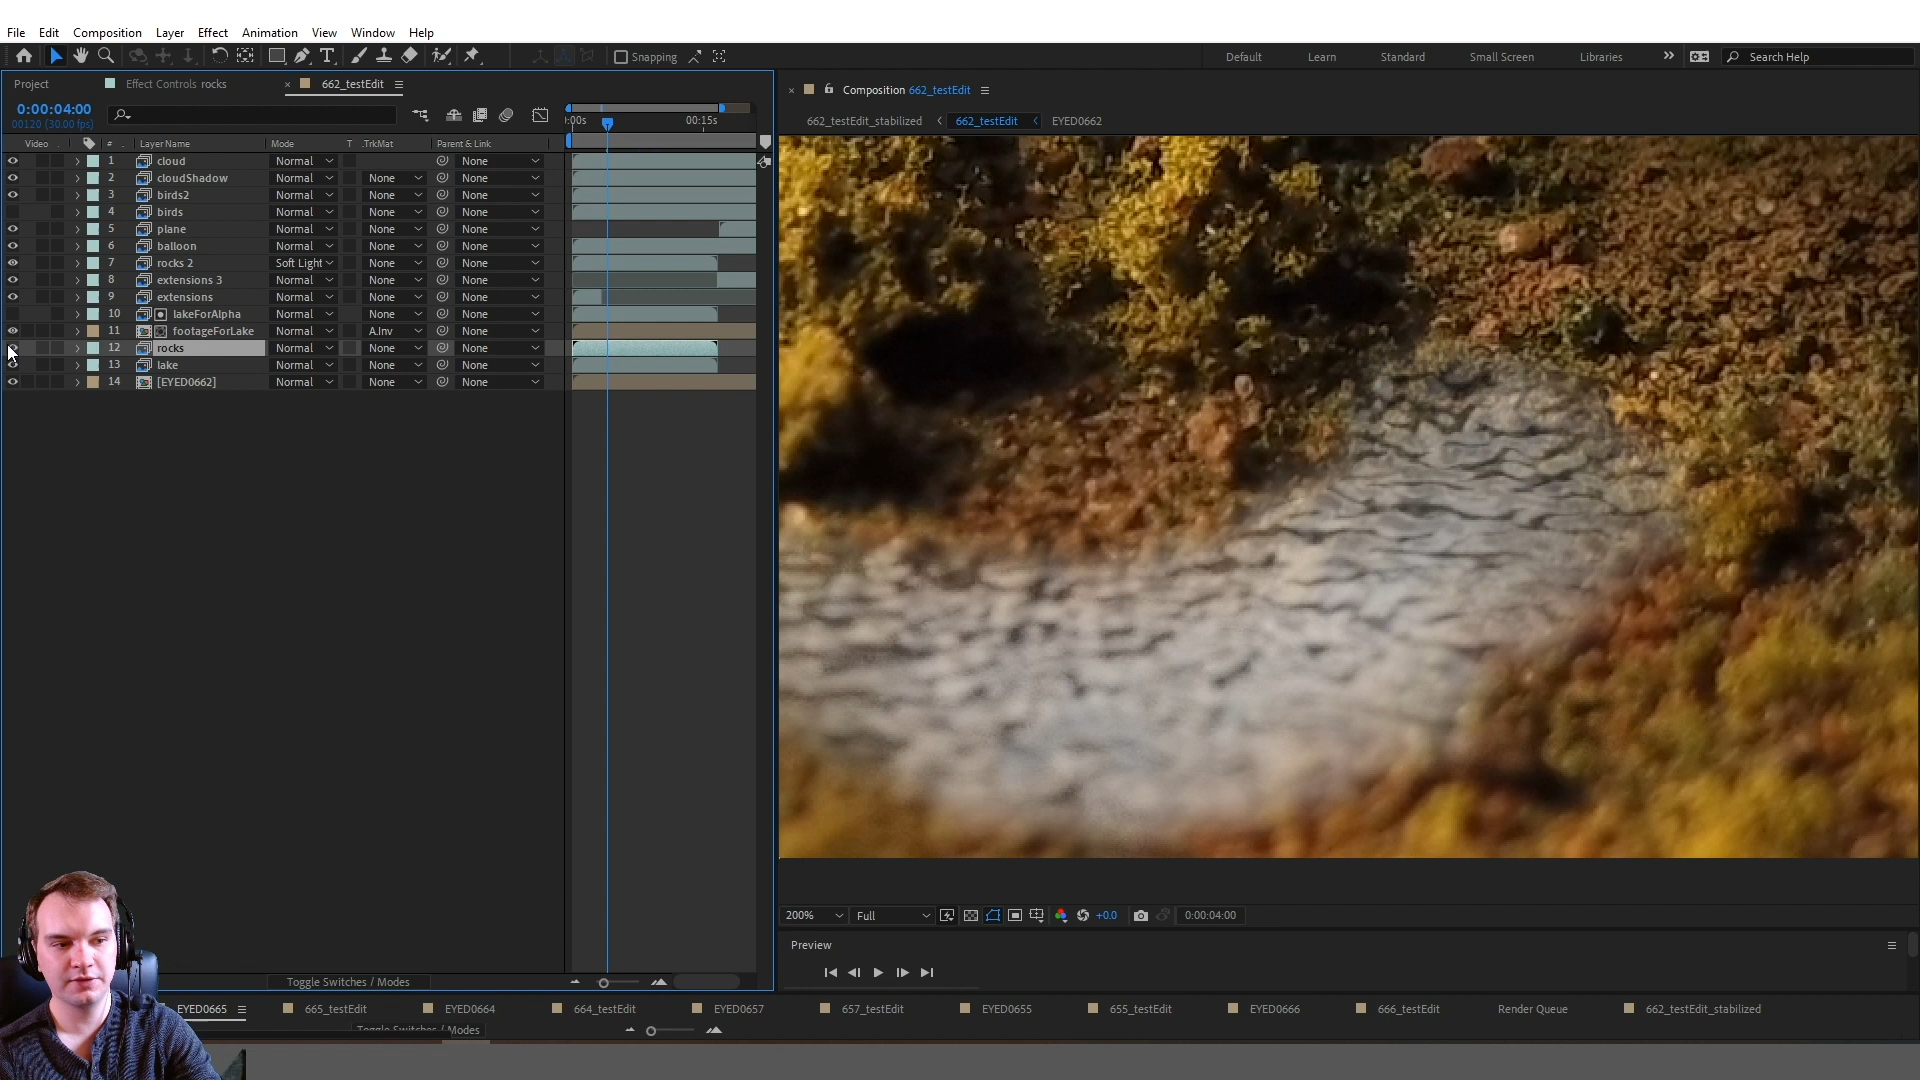 File Edit Composition Layer Effect Animation View Window Help
Snapping Default Learn Standard Small Screen Libraries Search Help
Project Effect Controls rocks 662_testEdit
0:00:04:00
00120 (30.00 fps)
:00s 00:15s
Video # Layer Name Mode T .TrkMat Parent & Link
1 cloud Normal None
2 cloudShadow Normal None None
3 birds2 Normal None None
4 birds Normal None None
5 plane Normal None None
6 balloon Normal None None
7 rocks 2 Soft Light None None
8 extensions 3 Normal None None
9 extensions Normal None None
10 lakeForAlpha Normal None None
11 footageForLake Normal A.Inv None
12 rocks Normal None None
13 lake Normal None None
14 [EYED0662] Normal None None
Composition 662_testEdit
662_testEdit_stabilized 662_testEdit EYED0662
200% Full +0.0 0:00:04:00
Preview
Toggle Switches / Modes
EYED0665 665_testEdit EYED0664 664_testEdit EYED0657 657_testEdit EYED0655 655_testEdit EYED0666 666_testEdit Render Queue 662_testEdit_stabilized
Toggle Switches / Modes